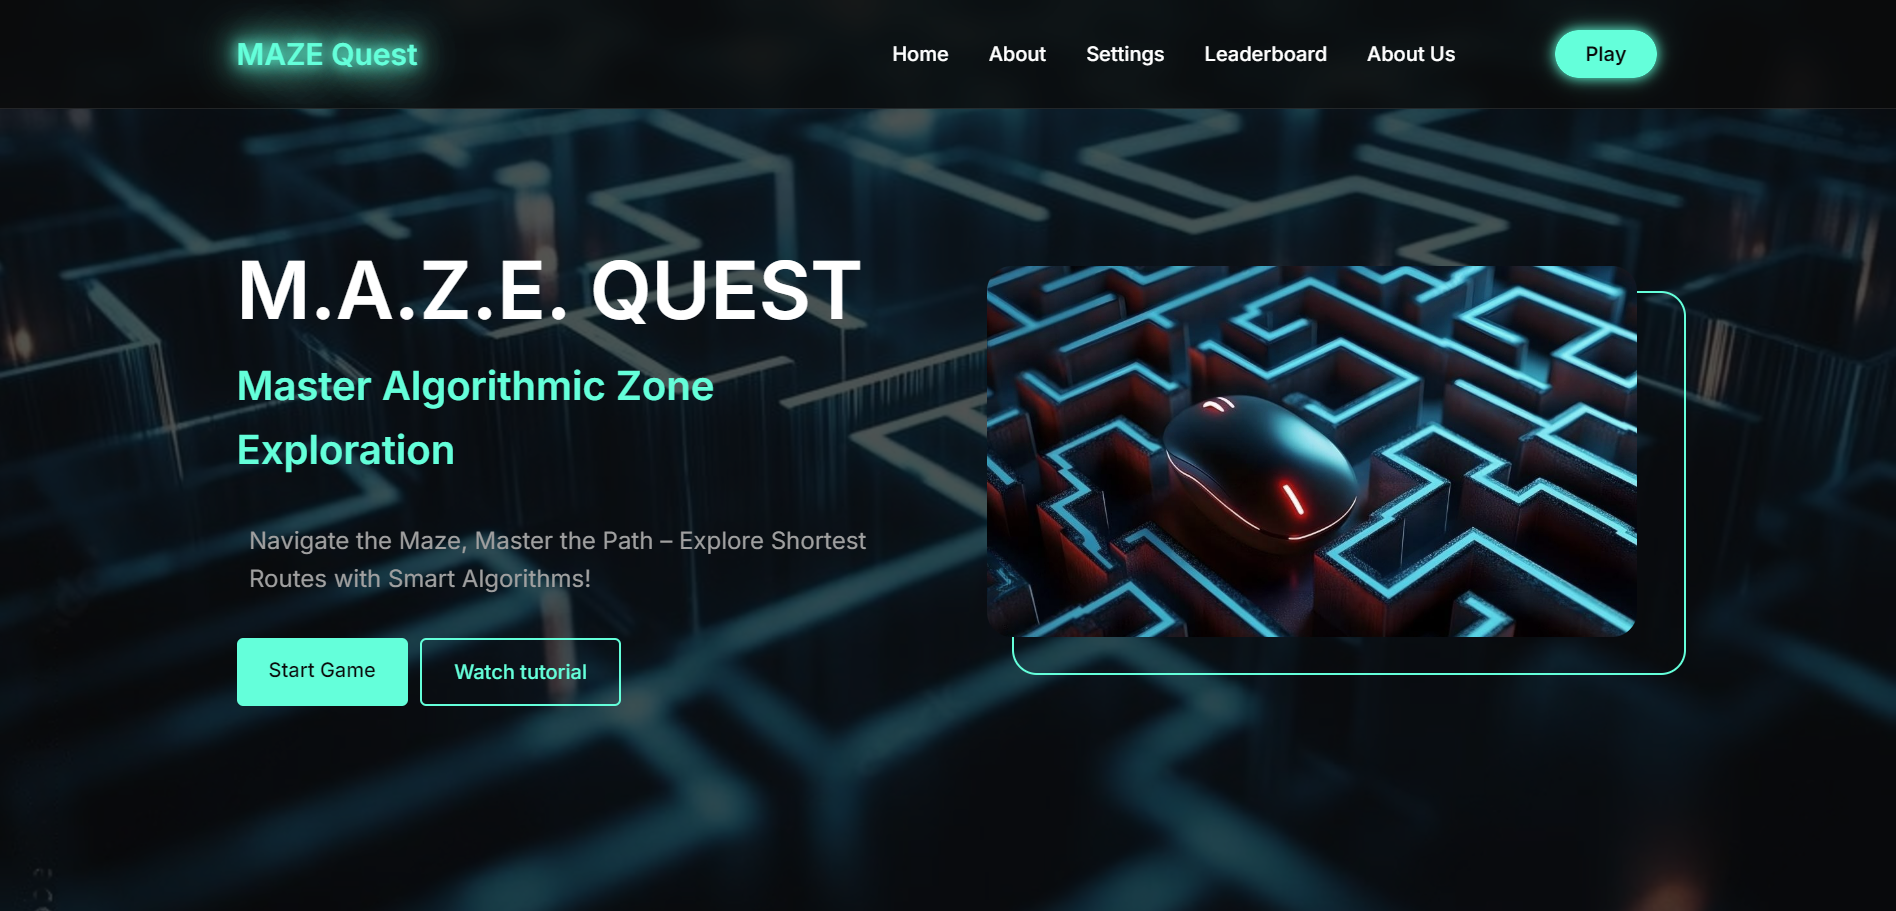 MAZE Quest
Home
About
Settings
Leaderboard
About Us
Play
M.A.Z.E. QUEST
Master Algorithmic Zone
Exploration
Navigate the Maze, Master the Path – Explore Shortest
Routes with Smart Algorithms!
Start Game
Watch tutorial